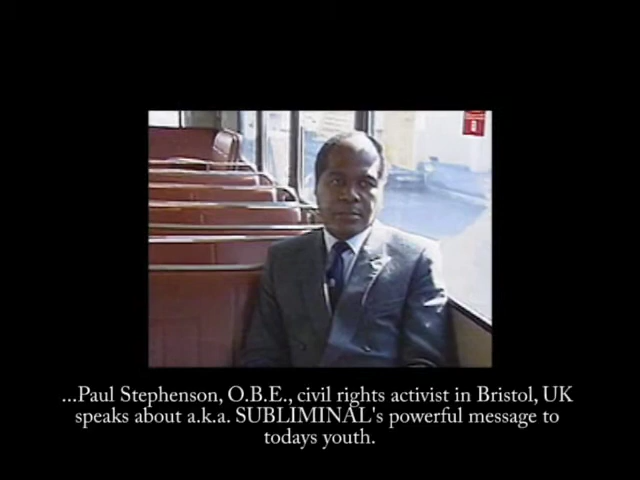 ...Paul Stephenson, O.B.E., civil rights activist in Bristol, UK
speaks about a.k.a. SUBLIMINAL's powerful message to
todays youth.